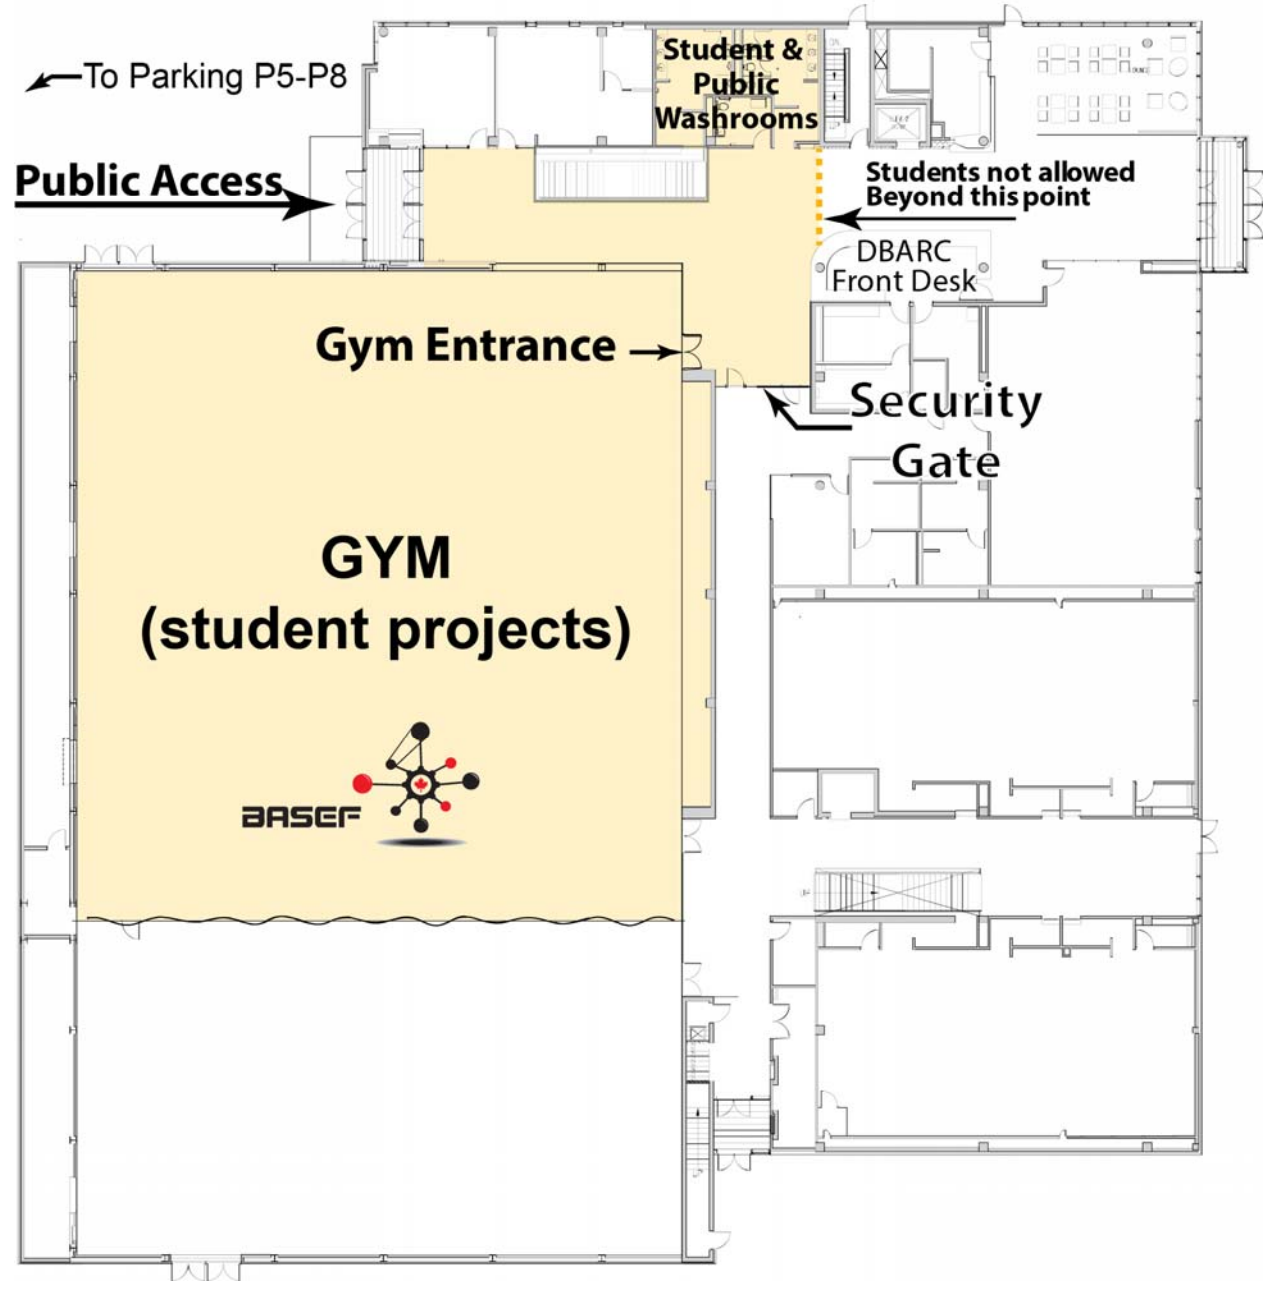 Student &
Public
Washrooms
To Parking P5-P8
Public Access
Students not allowed
Beyond this point
DBARC
Front Desk
Gym Entrance
Security
Gate
GYM
(student projects)
BASEF